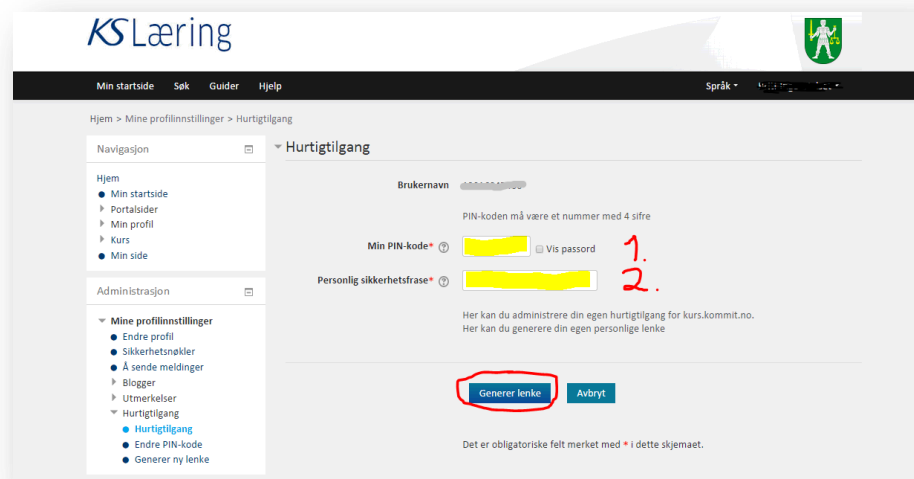 KS Læring
Min startside Søk Guider Hjelp Språk
Hjem > Mine profilinnstillinger > Hurtigtilgang
Navigasjon
Hjem
Min startside
Portalsider
Min profil
Kurs
Min side
Administrasjon
Mine profilinnstillinger
Endre profil
Sikkerhetsnøkler
Å sende meldinger
Blogger
Utmerkelser
Hurtigtilgang
Hurtigtilgang
Endre PIN-kode
Generer ny lenke
Hurtigtilgang
Brukernavn
PIN-koden må være et nummer med 4 sifre
Min PIN-kode* Vis passord 1.
Personlig sikkerhetsfrase* 2.
Her kan du administrere din egen hurtigtilgang for kurs.kommit.no.
Her kan du generere din egen personlige lenke
Generer lenke Avbryt
Det er obligatoriske felt merket med * i dette skjemaet.